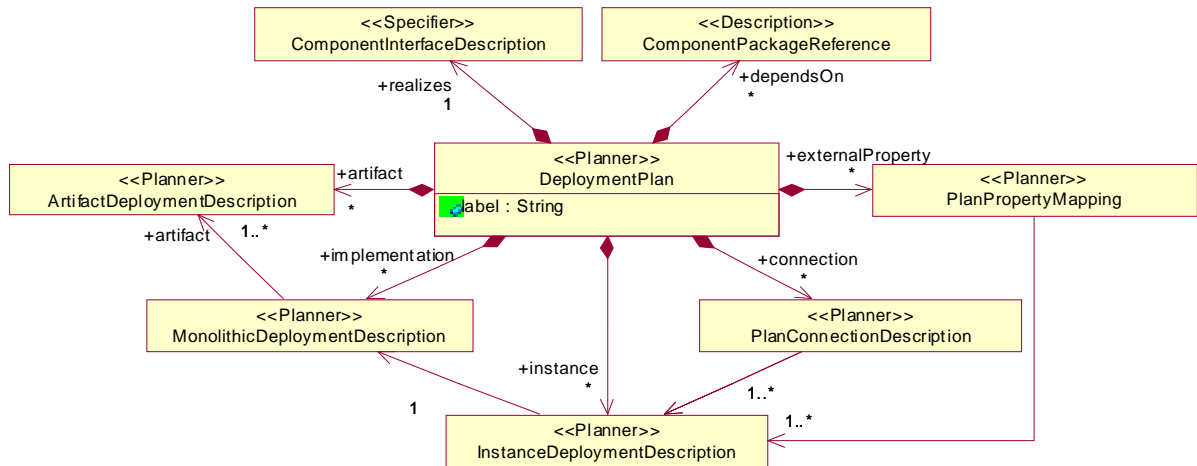 <<Specifier>>
ComponentInterfaceDescription
<<Description>>
ComponentPackageReference
+realizes
1
+dependsOn
*
<<Planner>>
DeploymentPlan
label : String
+externalProperty
*
<<Planner>>
PlanPropertyMapping
+artifact
*
<<Planner>>
ArtifactDeploymentDescription
+artifact
1..*
+implementation
*
+connection
*
<<Planner>>
MonolithicDeploymentDescription
<<Planner>>
PlanConnectionDescription
+instance
*
1
1..*
1..*
<<Planner>>
InstanceDeploymentDescription